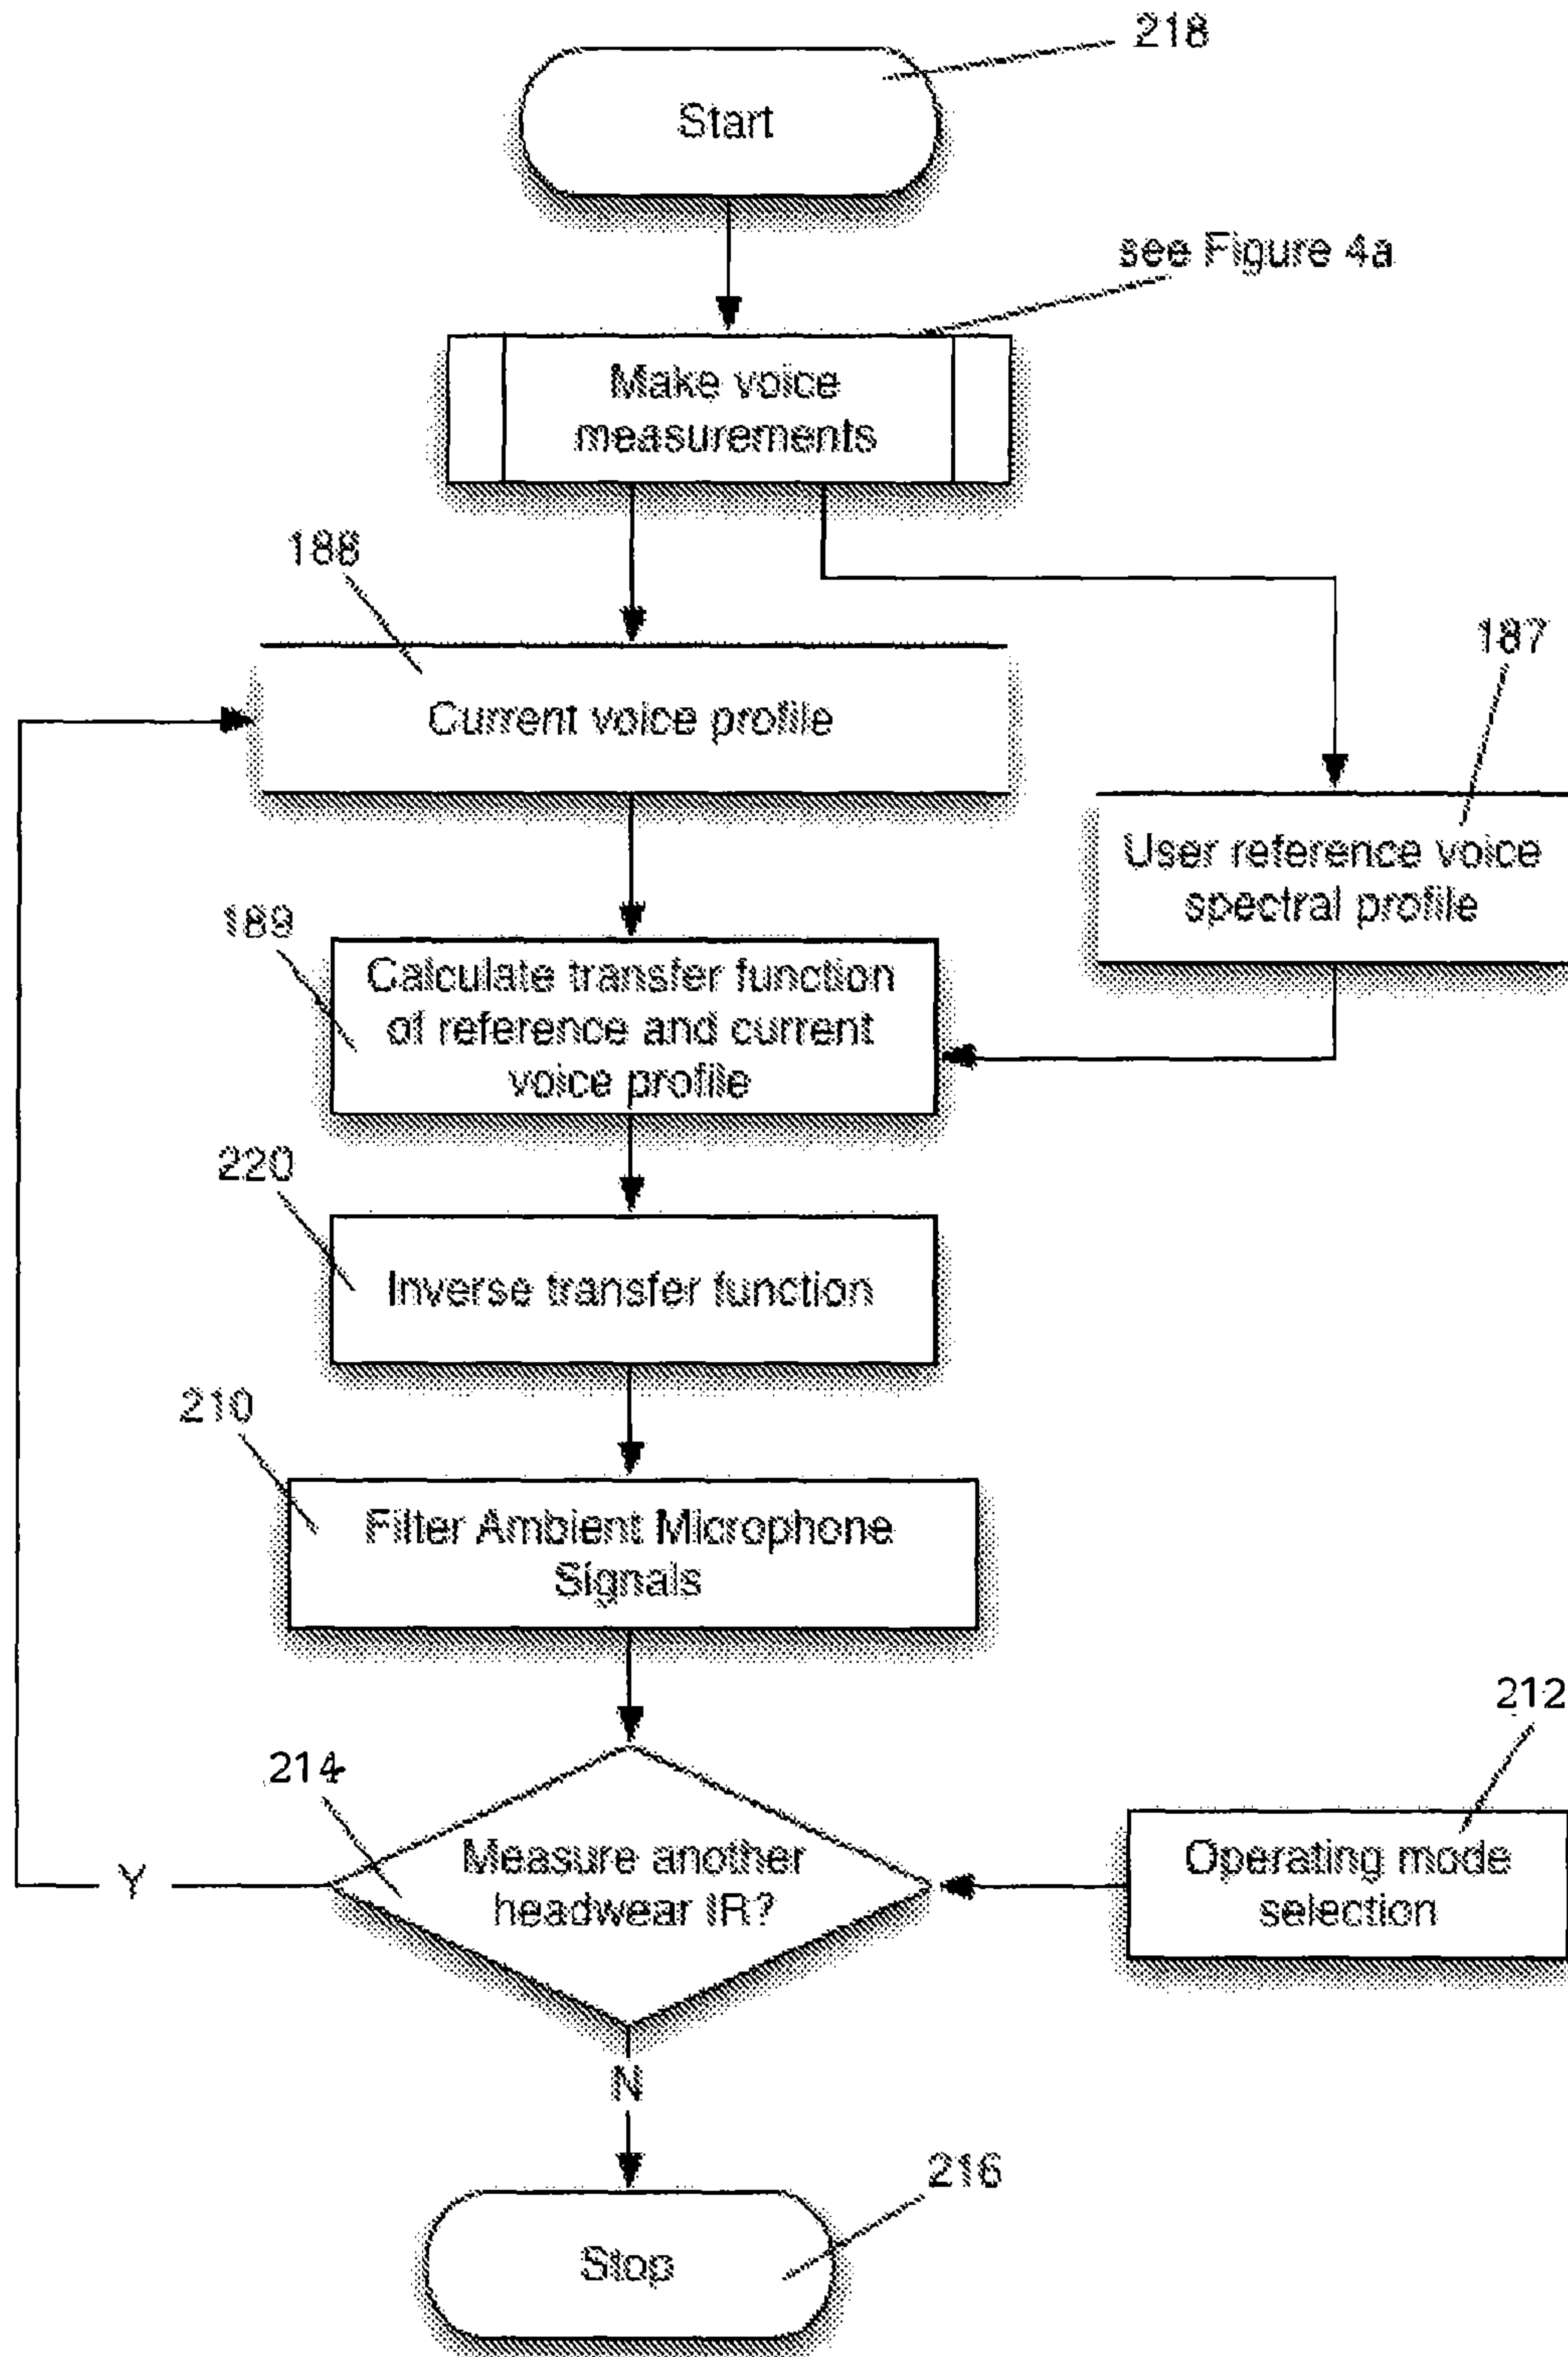 218
Start
see Figure 4a
Make voice
measurements
188
187
Current voice profile
User reference voice
spectral profile
189
Calculate transfer function
of reference and current
voice profile
220
Inverse transfer function
210
Filter Ambient Microphone
Signals
212
214
Measure another
headwear IR?
Operating mode
selection
Y
N
216
Stop